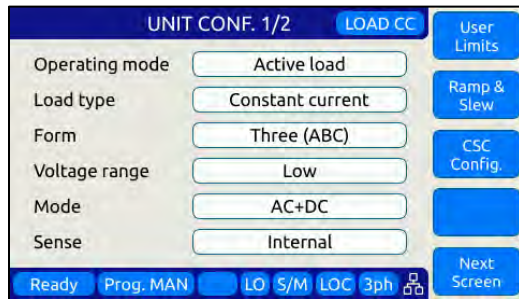 UNIT CONF. 1/2 LOAD CC
Operating mode Active load
Load type Constant current
Form Three (ABC)
Voltage range Low
Mode AC+DC
Sense Internal
Ready Prog. MAN LO S/M LOC 3ph
User
Limits
Ramp &
Slew
CSC
Config.
Next
Screen